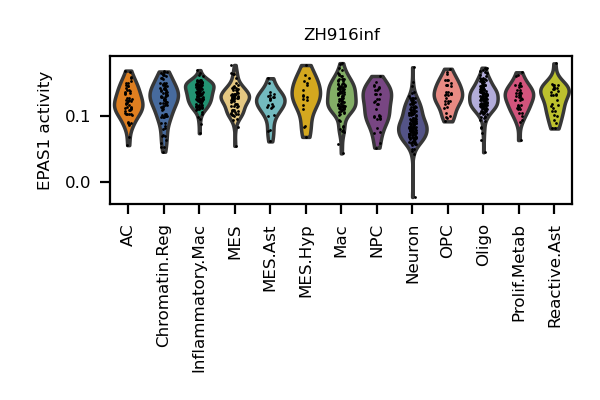 ZH916inf
EPAS1 activity
0.1
0.0
AC
Chromatin.Reg
Inflammatory.Mac
MES
MES.Ast
MES.Hyp
Mac
NPC
Neuron
OPC
Oligo
Prolif.Metab
Reactive.Ast